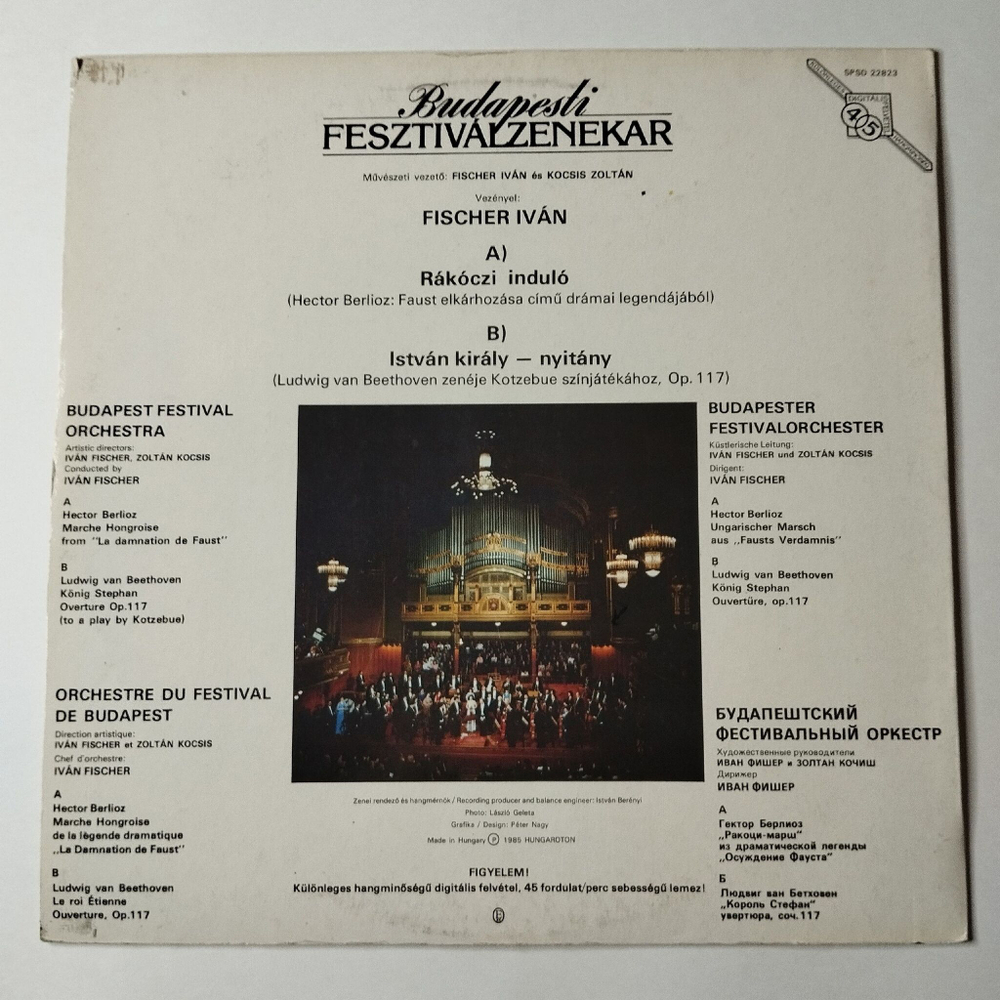 SPSD 22823
KÜLÖNLEGES
DIGITÁLIS
45
HANGMINŐSÉG
Budapesti
FESZTIVÁLZENEKAR
Művészeti vezető: FISCHER IVÁN és KOCSIS ZOLTÁN
Vezényel:
FISCHER IVÁN
A)
Rákóczi induló
(Hector Berlioz: Faust elkárhozása című drámai legendájából)
B)
István király — nyitány
(Ludwig van Beethoven zenéje Kotzebue színjátékához, Op. 117)
BUDAPEST FESTIVAL
ORCHESTRA
Artistic directors:
IVÁN FISCHER, ZOLTÁN KOCSIS
Conducted by
IVÁN FISCHER
A
Hector Berlioz
Marche Hongroise
from "La damnation de Faust"
B
Ludwig van Beethoven
König Stephan
Overture Op.117
(to a play by Kotzebue)
BUDAPESTER
FESTIVALORCHESTER
Küstlerische Leitung:
IVÁN FISCHER und ZOLTÁN KOCSIS
Dirigent:
IVÁN FISCHER
A
Hector Berlioz
Ungarischer Marsch
aus „Fausts Verdamnis"
B
Ludwig van Beethoven
König Stephan
Ouvertüre, op.117
ORCHESTRE DU FESTIVAL
DE BUDAPEST
Direction artistique:
IVÁN FISCHER et ZOLTÁN KOCSIS
Chef d'orchestre:
IVÁN FISCHER
A
Hector Berlioz
Marche Hongroise
de la lègende dramatique
„La Damnation de Faust"
B
Ludwig van Beethoven
Le roi Étienne
Ouverture, Op.117
БУДАПЕШТСКИЙ
ФЕСТИВАЛЬНЫЙ ОРКЕСТР
Художественные руководители
ИВАН ФИШЕР и ЗОЛТАН КОЧИШ
Дирижер
ИВАН ФИШЕР
А
Гектор Берлиоз
„Ракоци-марш"
из драматической легенды
„Осуждение Фауста"
Б
Людвиг ван Бетховен
„Король Стефан"
увертюра, соч. 117
Zenei rendező és hangmérnök / Recording producer and balance engineer: István Berényi
Photo: László Geleta
Grafika / Design: Péter Nagy
Made in Hungary Ⓟ 1985 HUNGAROTON
FIGYELEM!
Különleges hangminőségű digitális felvétel, 45 fordulat/perc sebességű lemez!